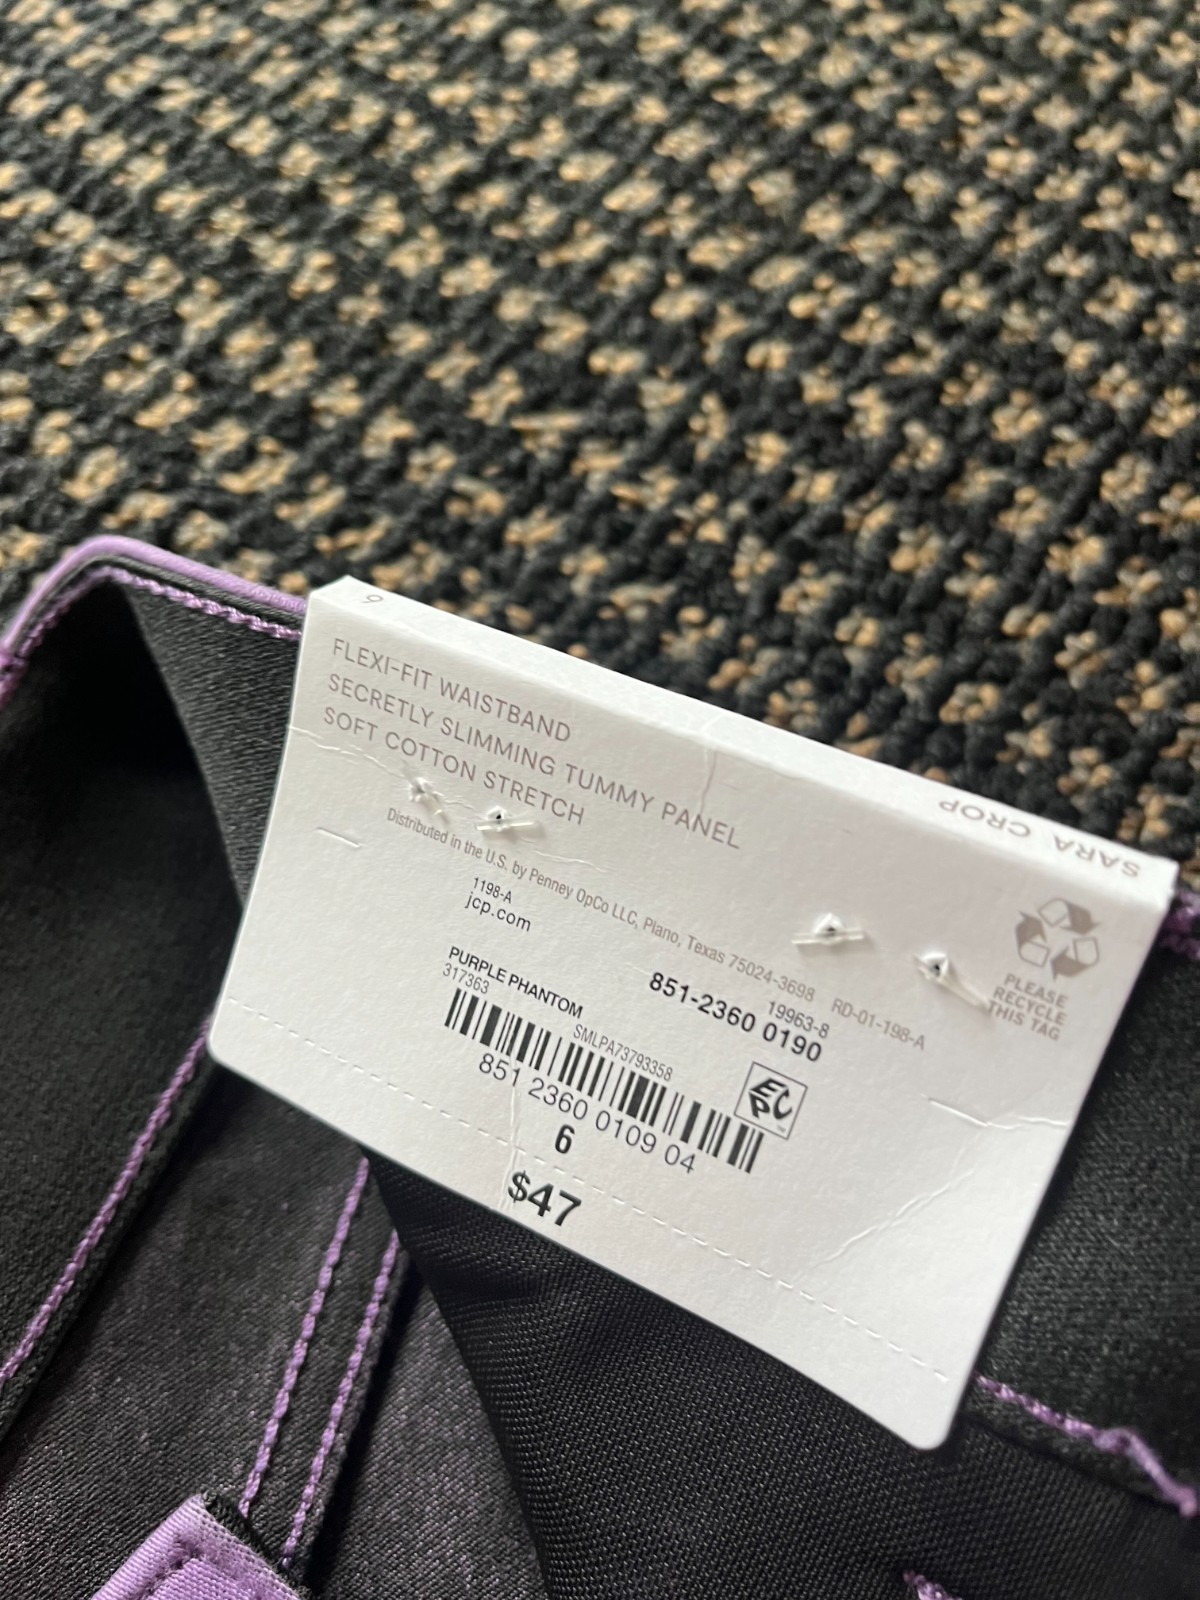 6
SARA CROP
FLEXI-FIT WAISTBAND
SECRETLY SLIMMING TUMMY PANEL
SOFT COTTON STRETCH
Distributed in the U.S. by Penney OpCo LLC, Plano, Texas 75024-3698 RD-01-198-A
1198-A
jcp.com
19963-8
851-2360 0190
PURPLE PHANTOM
317363
SMLPA73793358
851 2360 0109 04
EPC
™
6
$47
PLEASE
RECYCLE
THIS TAG